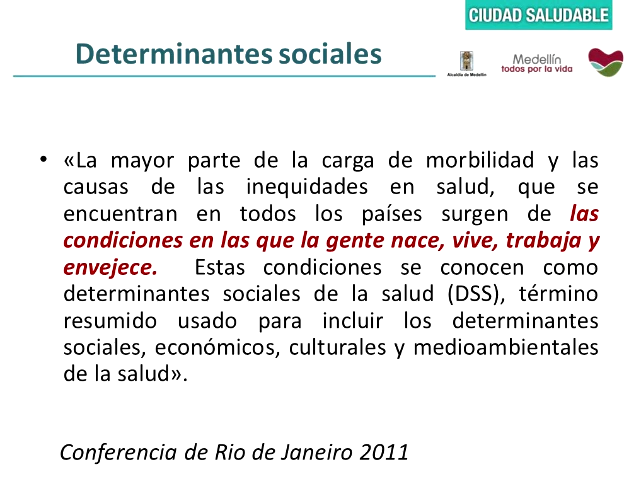 CIUDAD SALUDABLE
Determinantes sociales
Alcaldía de Medellín
Medellín
todos por la vida
• «La mayor parte de la carga de morbilidad y las
causas de las inequidades en salud, que se
encuentran en todos los países surgen de las
condiciones en las que la gente nace, vive, trabaja y
envejece. Estas condiciones se conocen como
determinantes sociales de la salud (DSS), término
resumido usado para incluir los determinantes
sociales, económicos, culturales y medioambientales
de la salud».
Conferencia de Rio de Janeiro 2011